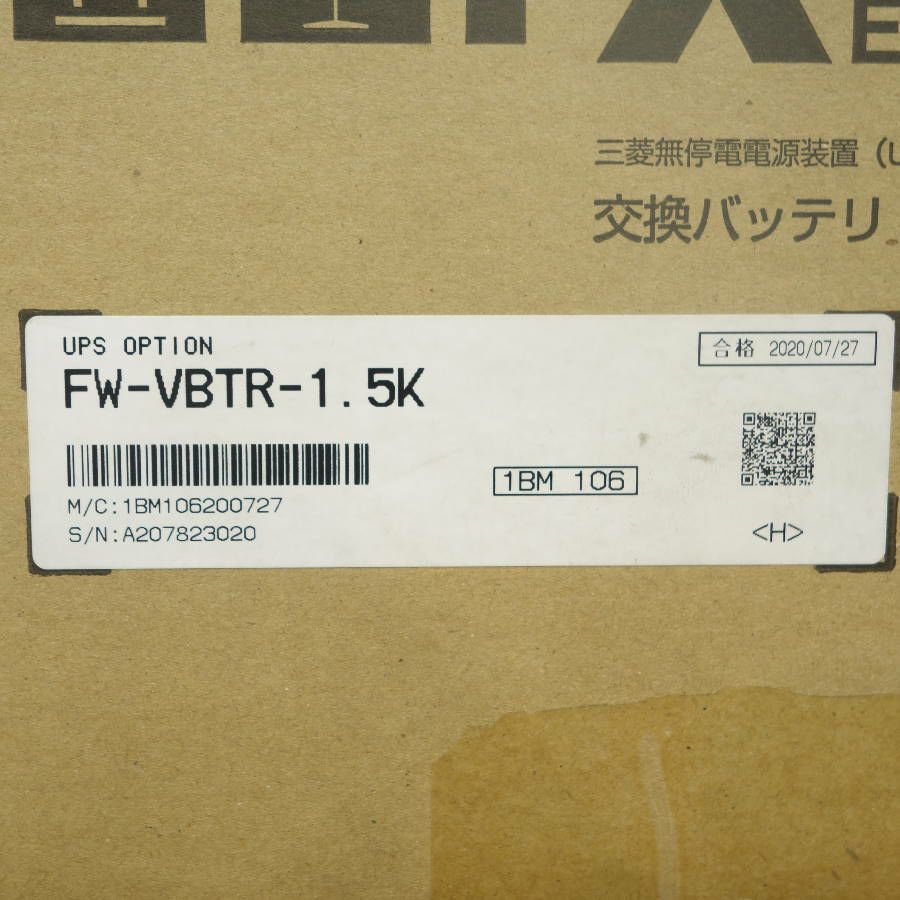 三菱無停電電源装置（U
交換バッテリ
UPS OPTION
合格 2020/07/27
FW-VBTR-1.5K
1BM 106
M/C:1BM106200727
S/N:A207823020
<H>